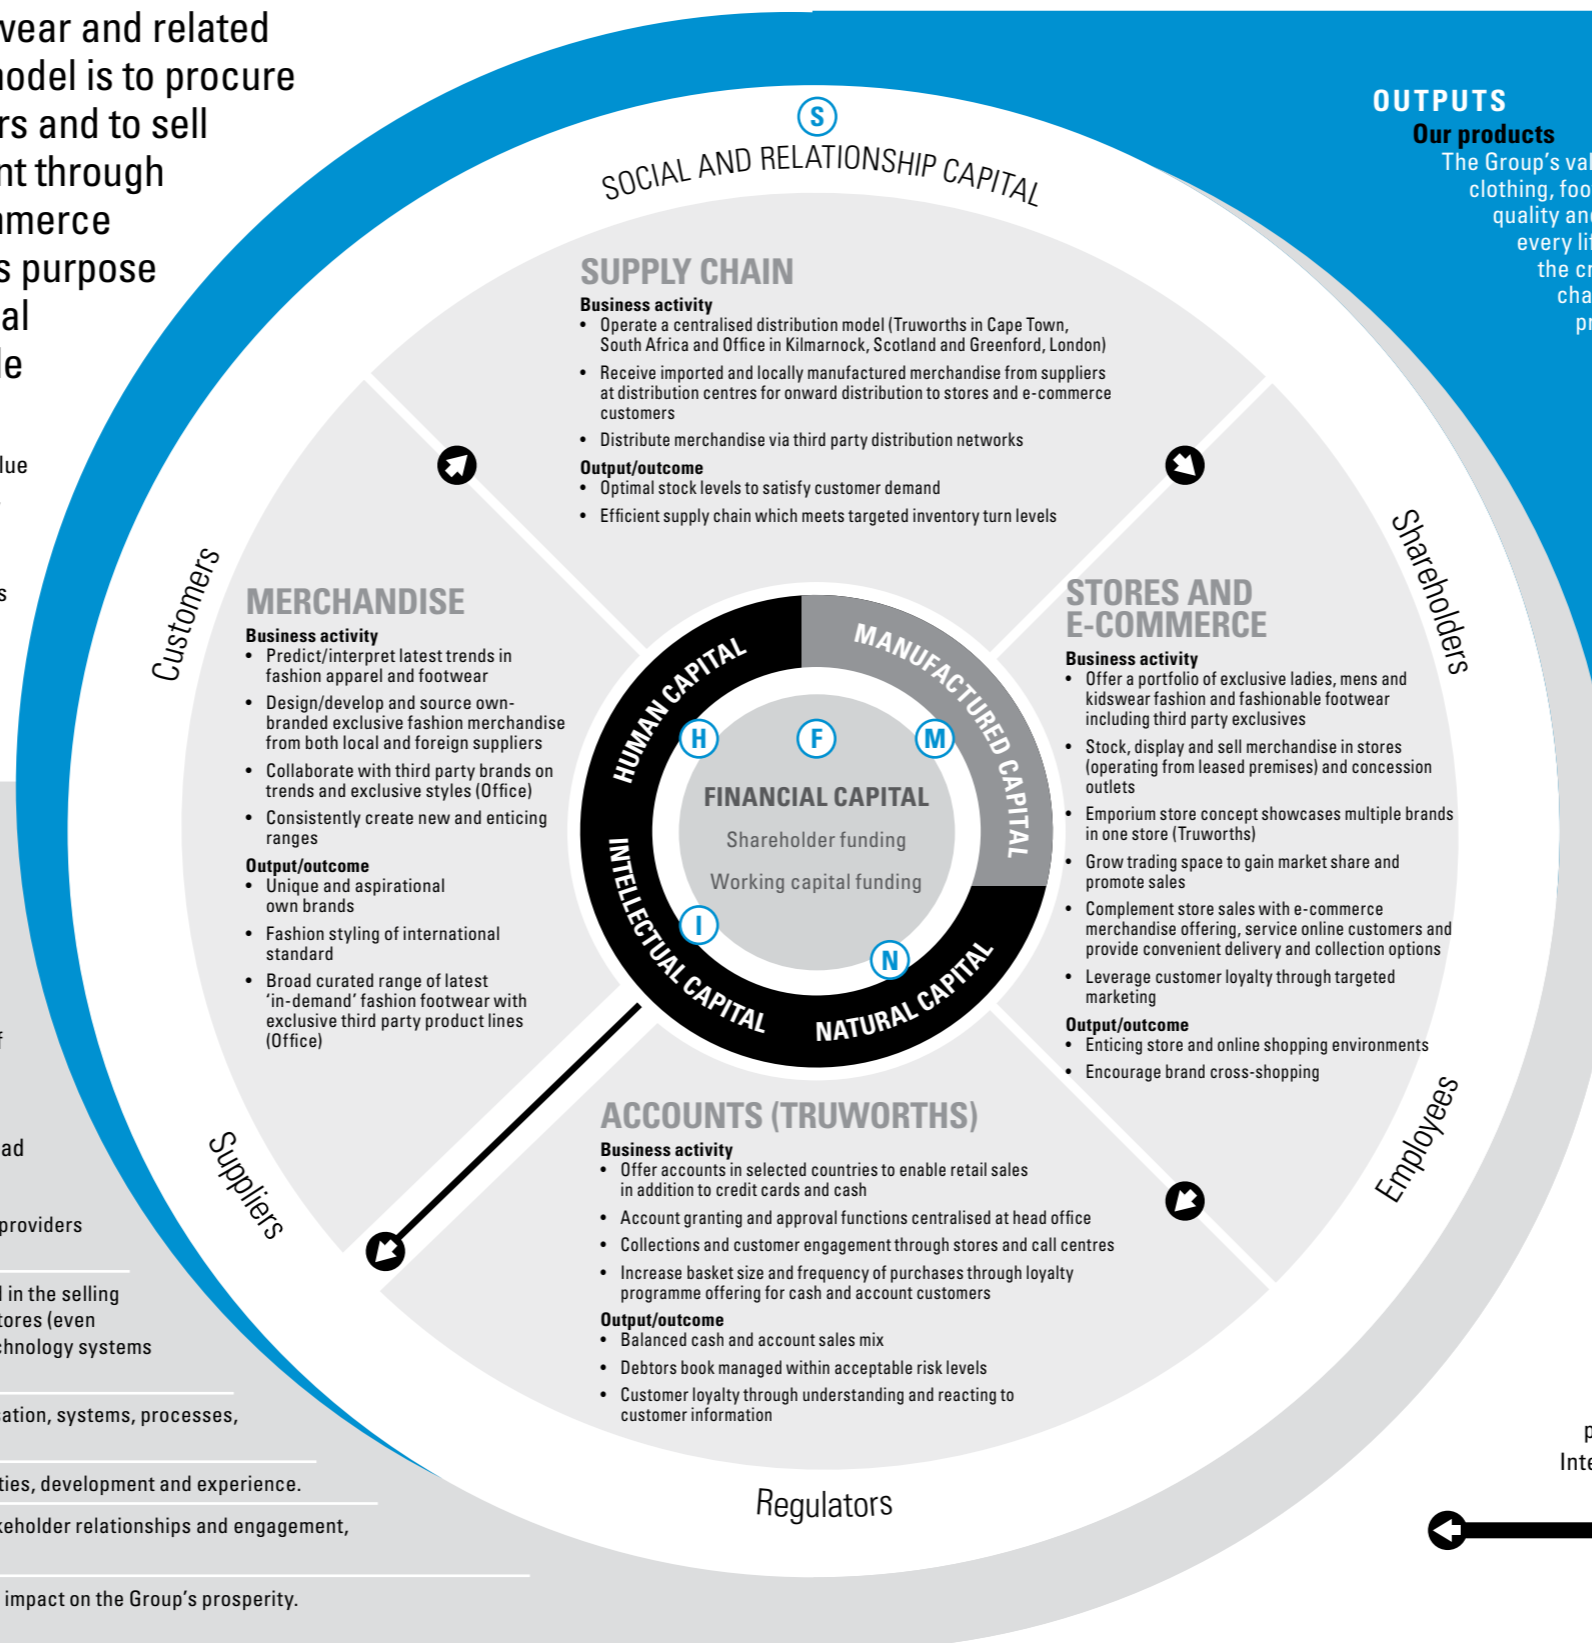 wear and related
model is to procure
rs and to sell
nt through
mmerce
s purpose
al
le
lue
s
f
ad
providers
l in the selling
tores (even
chnology systems
sation, systems, processes,
ties, development and experience.
keholder relationships and engagement,
impact on the Group's prosperity.
S
SOCIAL AND RELATIONSHIP CAPITAL
Customers
Shareholders
Suppliers
Employees
Regulators
SUPPLY CHAIN
Business activity
• Operate a centralised distribution model (Truworths in Cape Town,
South Africa and Office in Kilmarnock, Scotland and Greenford, London)
• Receive imported and locally manufactured merchandise from suppliers
at distribution centres for onward distribution to stores and e-commerce
customers
• Distribute merchandise via third party distribution networks
Output/outcome
• Optimal stock levels to satisfy customer demand
• Efficient supply chain which meets targeted inventory turn levels
MERCHANDISE
Business activity
• Predict/interpret latest trends in
fashion apparel and footwear
• Design/develop and source own-
branded exclusive fashion merchandise
from both local and foreign suppliers
• Collaborate with third party brands on
trends and exclusive styles (Office)
• Consistently create new and enticing
ranges
Output/outcome
• Unique and aspirational
own brands
• Fashion styling of international
standard
• Broad curated range of latest
‘in-demand’ fashion footwear with
exclusive third party product lines
(Office)
HUMAN CAPITAL
MANUFACTURED CAPITAL
INTELLECTUAL CAPITAL
NATURAL CAPITAL
H
F
M
FINANCIAL CAPITAL
Shareholder funding
Working capital funding
I
N
STORES AND
E-COMMERCE
Business activity
• Offer a portfolio of exclusive ladies, mens and
kidswear fashion and fashionable footwear
including third party exclusives
• Stock, display and sell merchandise in stores
(operating from leased premises) and concession
outlets
• Emporium store concept showcases multiple brands
in one store (Truworths)
• Grow trading space to gain market share and
promote sales
• Complement store sales with e-commerce
merchandise offering, service online customers and
provide convenient delivery and collection options
• Leverage customer loyalty through targeted
marketing
Output/outcome
• Enticing store and online shopping environments
• Encourage brand cross-shopping
ACCOUNTS (TRUWORTHS)
Business activity
• Offer accounts in selected countries to enable retail sales
in addition to credit cards and cash
• Account granting and approval functions centralised at head office
• Collections and customer engagement through stores and call centres
• Increase basket size and frequency of purchases through loyalty
programme offering for cash and account customers
Output/outcome
• Balanced cash and account sales mix
• Debtors book managed within acceptable risk levels
• Customer loyalty through understanding and reacting to
customer information
OUTPUTS
Our products
The Group's val
clothing, foo
quality and
every lif
the cr
cha
pr
p
Inte